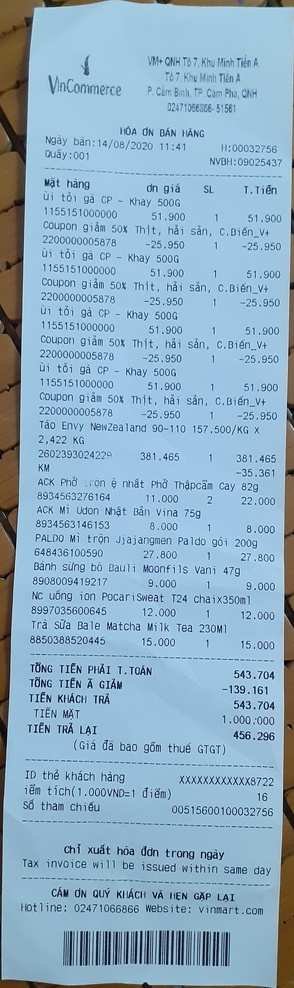 VinCommerce
VM+ QNH Tổ 7, Khu Minh Tiến A
Tổ 7, Khu Minh Tiến A
P. Cẩm Bình, TP. Cẩm Phả, QNH
02471066866-51561
HÓA ĐƠN BÁN HÀNG
Ngày bán:14/08/2020 11:41 H:00032756
Quầy:001 NVBH:09025437
Mặt hàng đn giá SL T.Tiền
ùi tỏi gà CP - Khay 500G
1155151000000 51.900 1 51.900
Coupon giảm 50% Thịt, hải sản, C.Biến_V+
2200000005878 -25.950 1 -25.950
ùi tỏi gà CP - Khay 500G
1155151000000 51.900 1 51.900
Coupon giảm 50% Thịt, hải sản, C.Biến_V+
2200000005878 -25.950 1 -25.950
ùi tỏi gà CP - Khay 500G
1155151000000 51.900 1 51.900
Coupon giảm 50% Thịt, hải sản, C.Biến_V+
2200000005878 -25.950 1 -25.950
ùi tỏi gà CP - Khay 500G
1155151000000 51.900 1 51.900
Coupon giảm 50% Thịt, hải sản, C.Biến_V+
2200000005878 -25.950 1 -25.950
Táo Envy NewZealand 90-110 157.500/KG X
2,422 KG
2602393024229 381.465 1 381.465
KM -35.361
ACK Phở ệ nhất Phở Thậpcẩm Cay 82g
8934563276164 11.000 2 22.000
ACK Mì Udon Nhật Bản Vina 75g
8934563146153 8.000 1 8.000
PALDO Mì trộn Jjajangmen Paldo gói 200g
648436100590 27.800 1 27.800
Bánh sừng bò Bauli Moonfils Vani 47g
8908009419217 9.000 1 9.000
Nc uống ion PocariSweat T24 chaix350ml
8997035600645 12.000 1 12.000
Trà Sữa Bale Matcha Milk Tea 230Ml
8850388520445 15.000 1 15.000
TỔNG TIỀN PHẢI T.TOÁN 543.704
TỔNG TIỀN Ã GIẢM -139.161
TIỀN KHÁCH TRẢ 543.704
TIỀN MẶT 1.000.000
TIỀN TRẢ LẠI 456.296
(Giá đã bao gồm thuế GTGT)
ID thẻ khách hàng XXXXXXXXXXXX8722
iểm tích(1.000VND=1 điểm) 16
Số tham chiếu 00515600100032756
Chỉ xuất hóa đơn trong ngày
Tax invoice will be issued within same day
CẢM ƠN QUÝ KHÁCH VÀ HẸN GẶP LẠI
Hotline: 02471066866 Website: vinmart.com